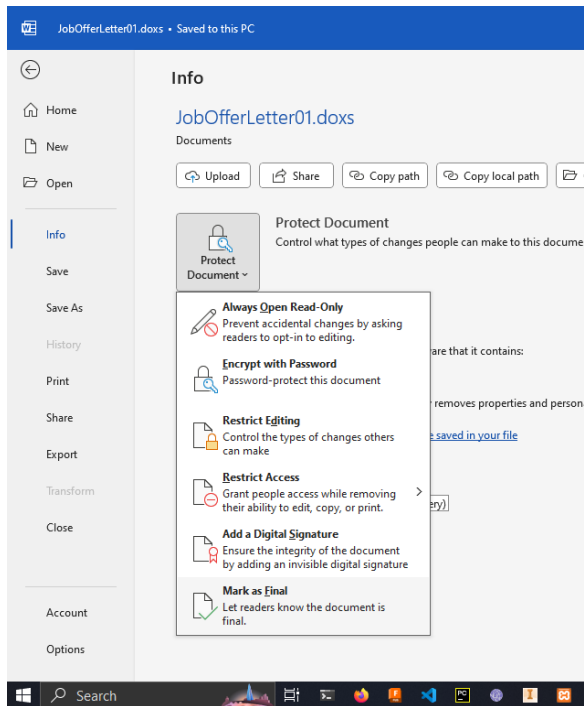 JobOfferLetter01.doxs • Saved to this PC
Info
Home
New
Open
Info
Save
Save As
History
Print
Share
Export
Transform
Close
Account
Options
JobOfferLetter01.doxs
Documents
Upload
Share
Copy path
Copy local path
Protect Document
Protect Document
Control what types of changes people can make to this docume
Always Open Read-Only
Prevent accidental changes by asking
readers to opt-in to editing.
Encrypt with Password
Password-protect this document
Restrict Editing
Control the types of changes others
can make
Restrict Access
Grant people access while removing
their ability to edit, copy, or print.
Add a Digital Signature
Ensure the integrity of the document
by adding an invisible digital signature
Mark as Final
Let readers know the document is
final.
are that it contains:
removes properties and person
e saved in your file
ery)
Search